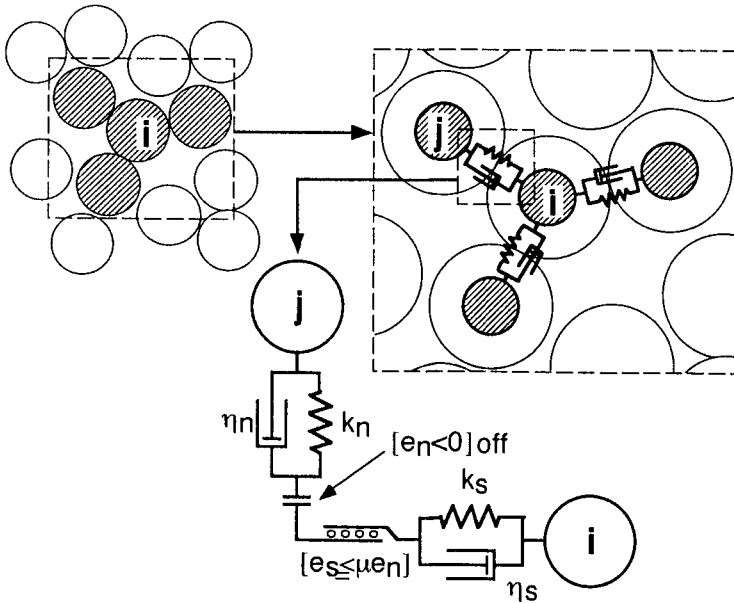 i
j
i
j
ηn
kn
[en<0] off
ks
[es≦μen]
i
ηs